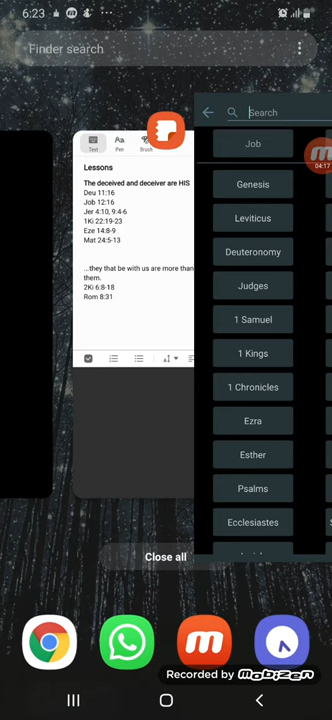 6:23
Finder search
Search
04:17
Text
Pen
Brush
Lessons
The deceived and deceiver are HIS
Deu 11:16
Job 12:16
Jer 4:10, 9:4-6
1Ki 22:19-23
Eze 14:8-9
Mat 24:5-13
...they that be with us are more than
them.
2Ki 6:8-18
Rom 8:31
Job
Genesis
Leviticus
Deuteronomy
Judges
1 Samuel
1 Kings
1 Chronicles
Ezra
Esther
Psalms
Ecclesiastes
Close all
Recorded by Mobizen